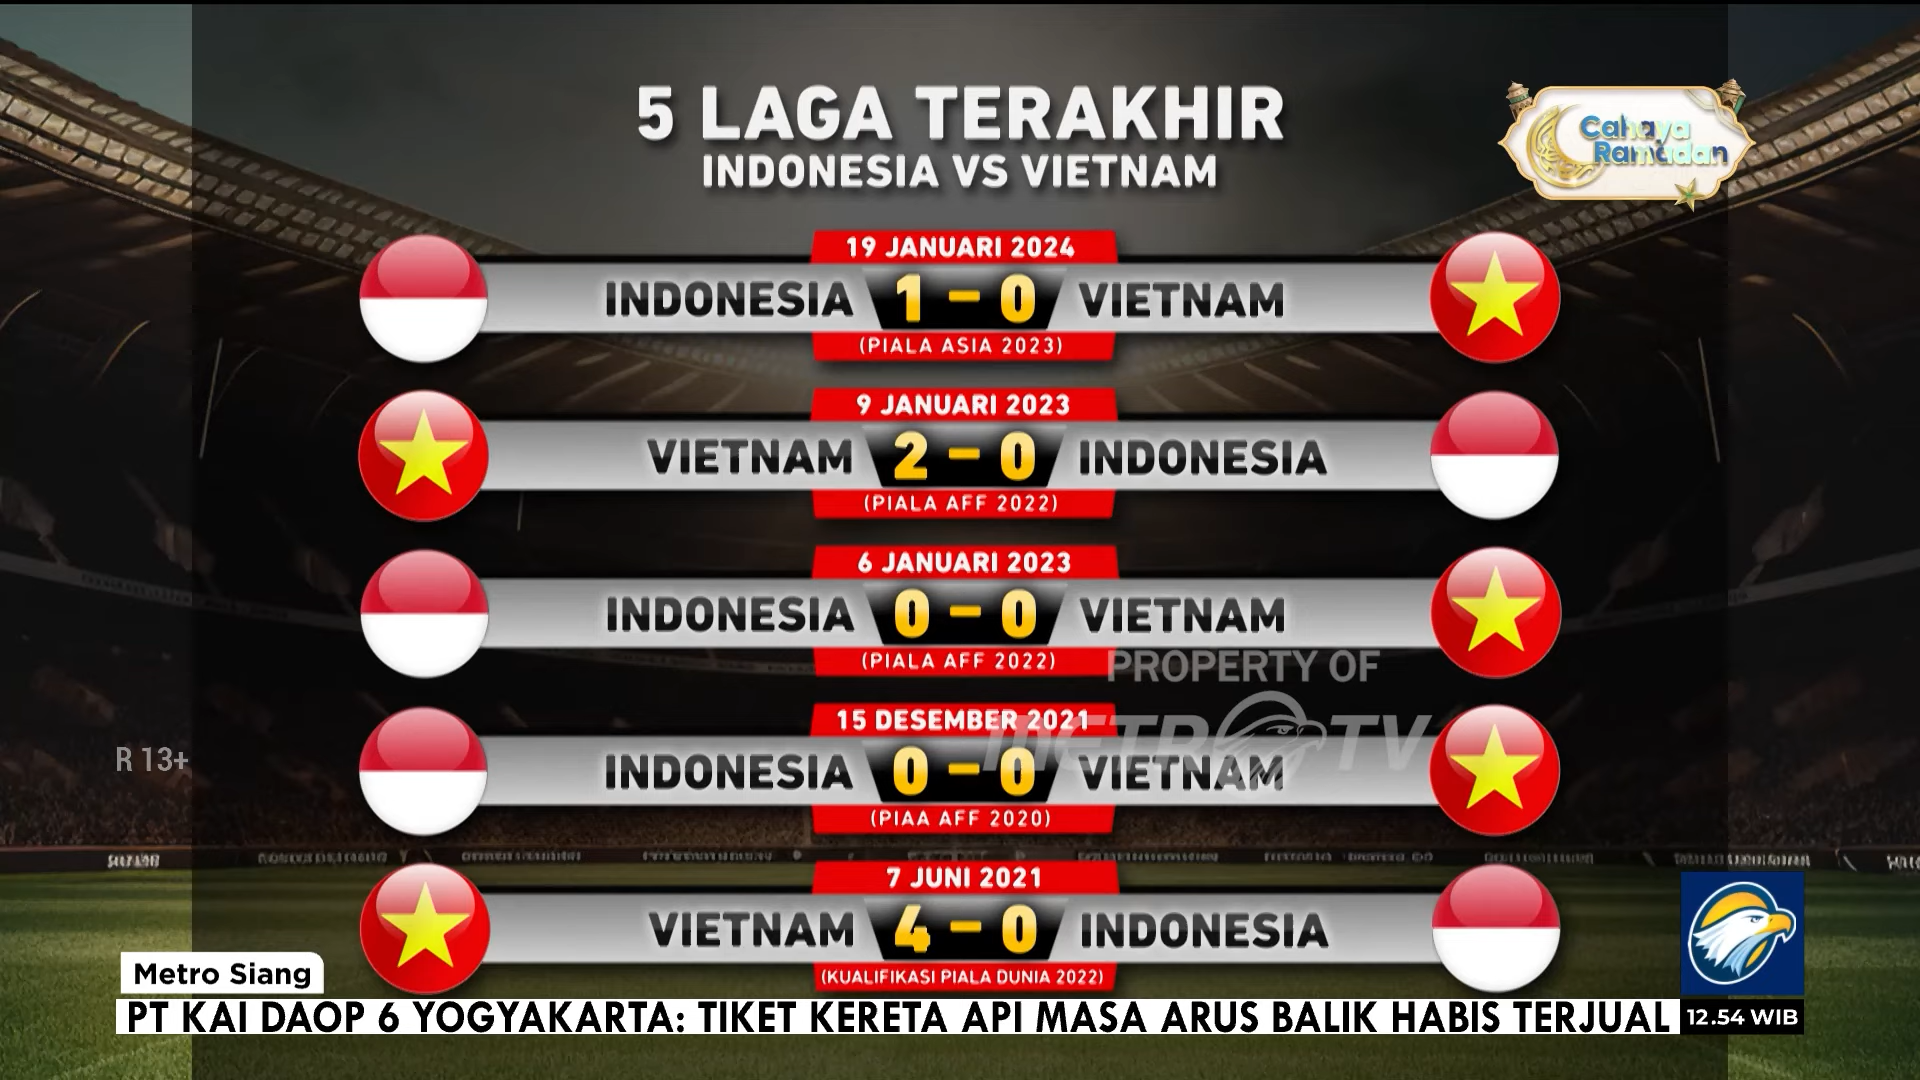 5 LAGA TERAKHIR
INDONESIA VS VIETNAM
Cahaya
Ramadan
19 JANUARI 2024
INDONESIA 1 - 0 VIETNAM
(PIALA ASIA 2023)
9 JANUARI 2023
VIETNAM 2 - 0 INDONESIA
(PIALA AFF 2022)
6 JANUARI 2023
INDONESIA 0 - 0 VIETNAM
(PIALA AFF 2022)
PROPERTY OF
METRO TV
15 DESEMBER 2021
INDONESIA 0 - 0 VIETNAM
(PIAA AFF 2020)
R 13+
7 JUNI 2021
VIETNAM 4 - 0 INDONESIA
(KUALIFIKASI PIALA DUNIA 2022)
Metro Siang
PT KAI DAOP 6 YOGYAKARTA: TIKET KERETA API MASA ARUS BALIK HABIS TERJUAL
12.54 WIB